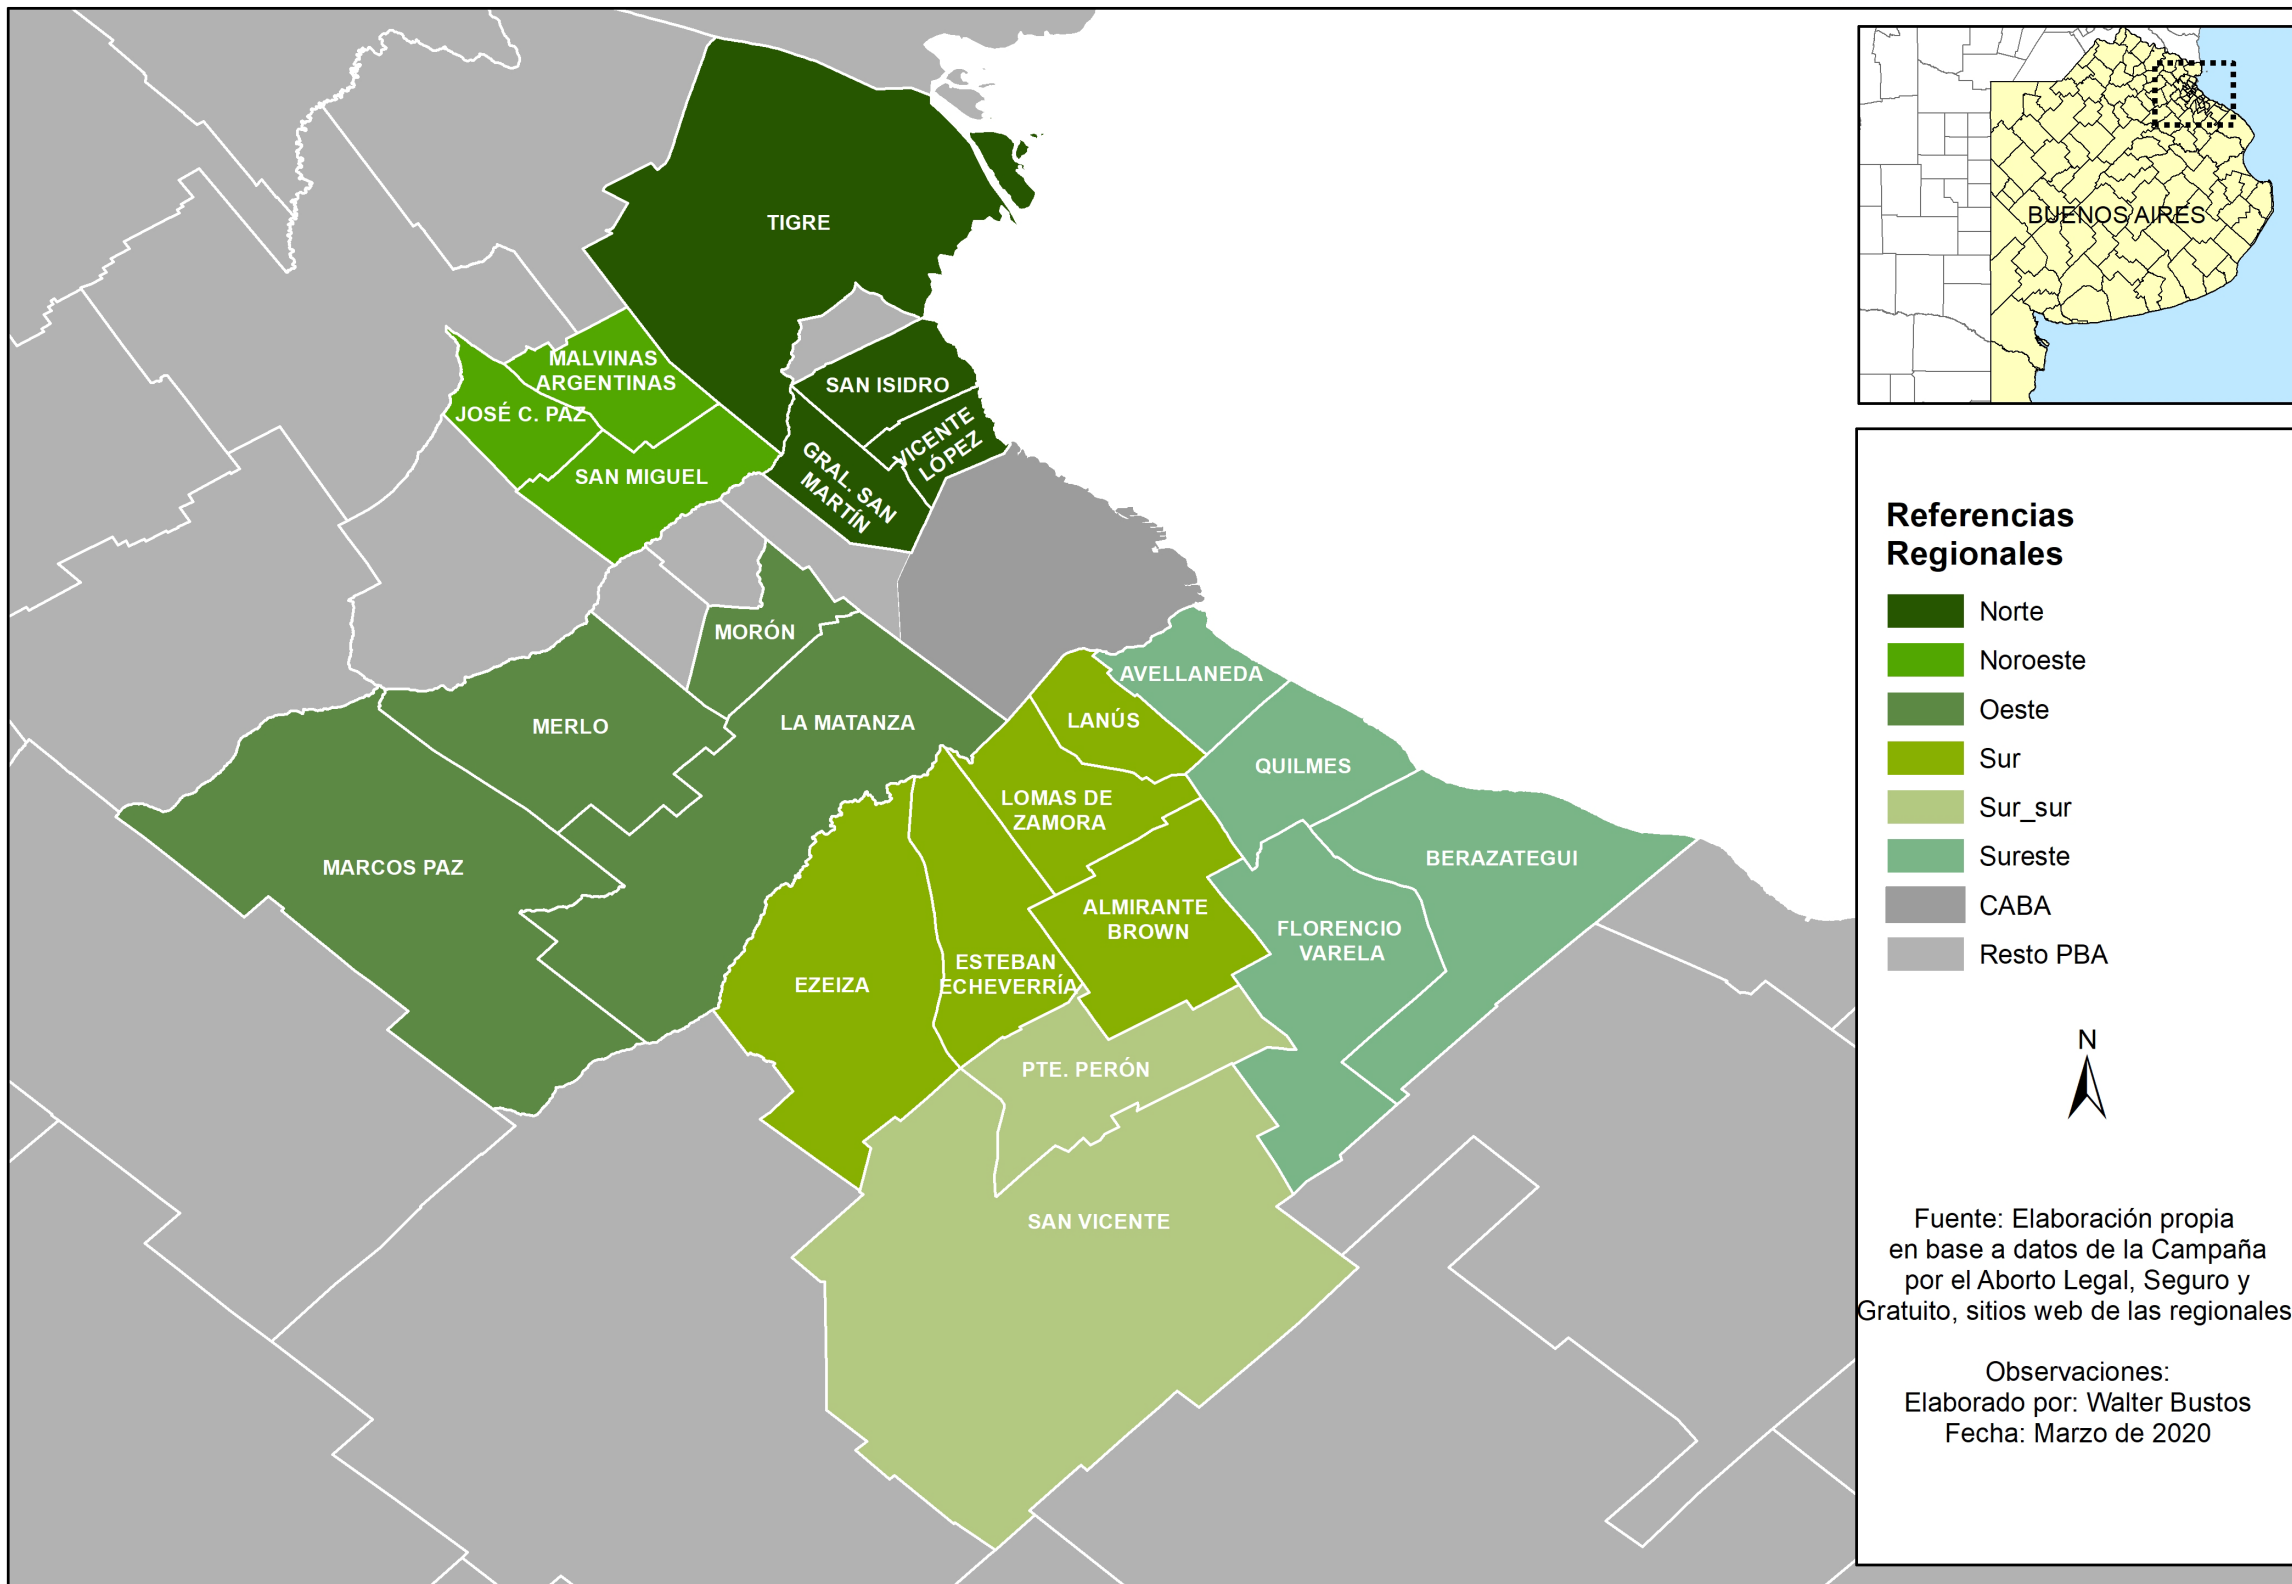 TIGRE
MALVINAS
ARGENTINAS
JOSÉ C. PAZ
SAN MIGUEL
SAN ISIDRO
VICENTE
LÓPEZ
GRAL. SAN
MARTÍN
MORÓN
MERLO
LA MATANZA
MARCOS PAZ
AVELLANEDA
LANÚS
QUILMES
LOMAS DE
ZAMORA
BERAZATEGUI
ALMIRANTE
BROWN
FLORENCIO
VARELA
ESTEBAN
ECHEVERRÍA
EZEIZA
PTE. PERÓN
SAN VICENTE
BUENOS AIRES
Referencias
Regionales
Norte
Noroeste
Oeste
Sur
Sur_sur
Sureste
CABA
Resto PBA
N
Fuente: Elaboración propia
en base a datos de la Campaña
por el Aborto Legal, Seguro y
Gratuito, sitios web de las regionales
Observaciones:
Elaborado por: Walter Bustos
Fecha: Marzo de 2020